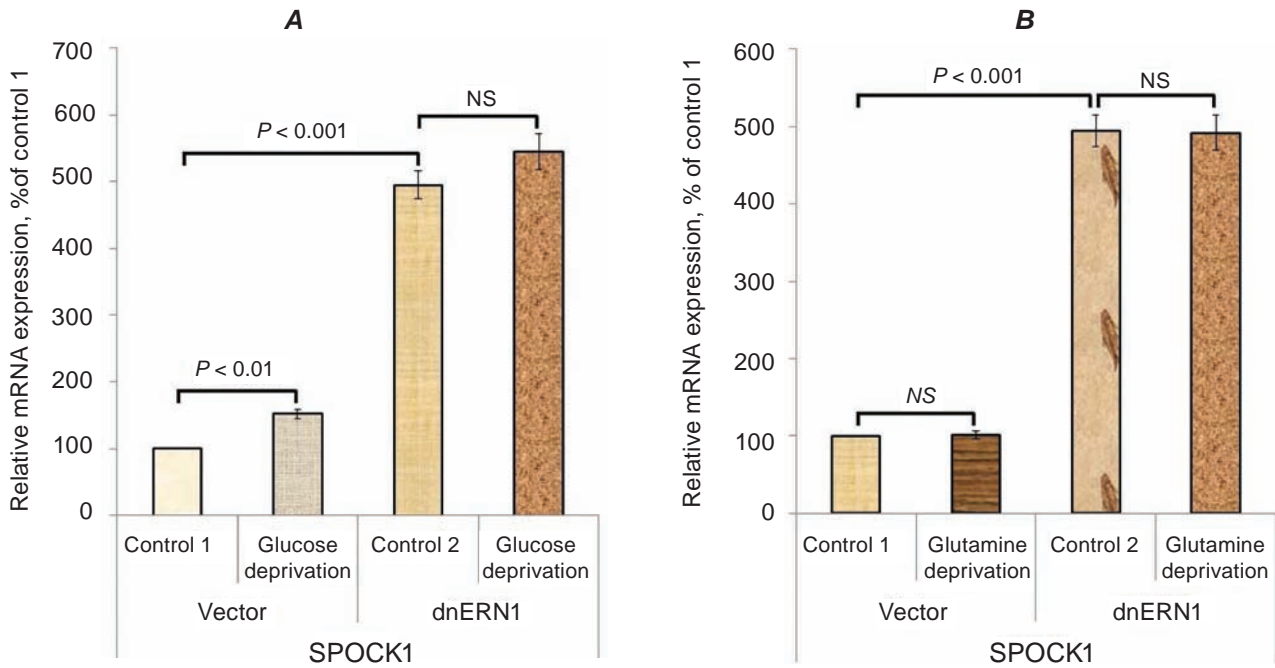 A
Relative mRNA expression, %of control 1
700
600
500
400
300
200
100
0
P < 0.01
P < 0.001
NS
Control 1
Glucose
deprivation
Control 2
Glucose
deprivation
Vector
dnERN1
SPOCK1
B
Relative mRNA expression, % of control 1
600
500
400
300
200
100
0
NS
P < 0.001
NS
Control 1
Glutamine
deprivation
Control 2
Glutamine
deprivation
Vector
dnERN1
SPOCK1